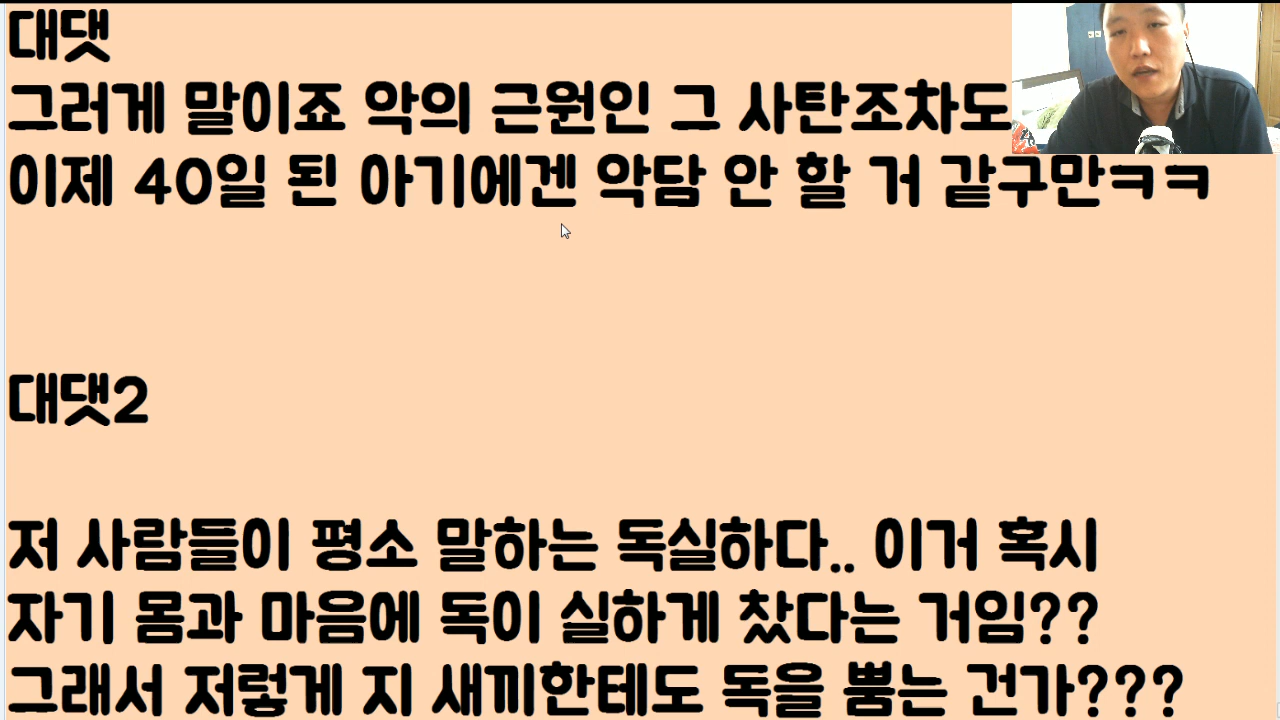 대댓
그러게 말이죠 악의 근원인 그 사탄조차도
이제 40일 된 아기에겐 악담 안 할 거 같구만ㅋㅋ
대댓2
저 사람들이 평소 말하는 독실하다.. 이거 혹시
자기 몸과 마음에 독이 실하게 찼다는 거임??
그래서 저렇게 지 새끼한테도 독을 뿜는 건가???